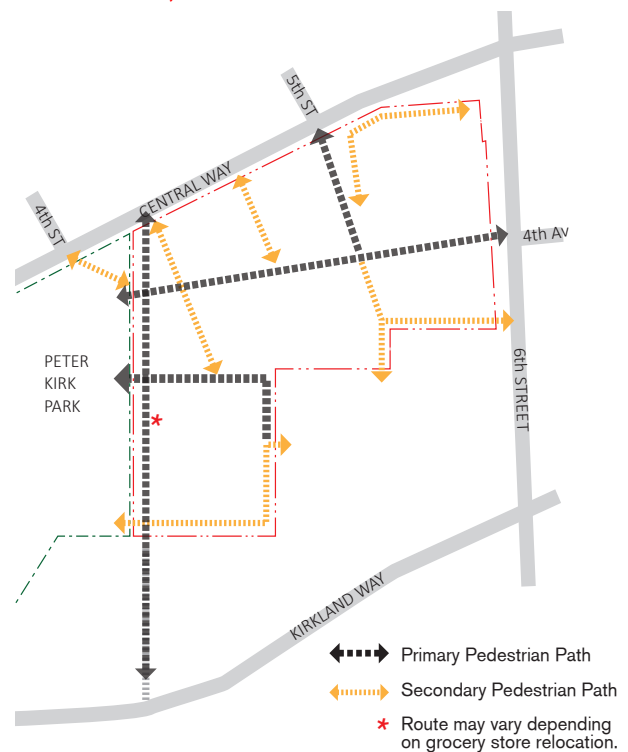 5th ST
CENTRAL WAY
4th ST
4th Av
PETER
KIRK
PARK
*
6th STREET
KIRKLAND WAY
Primary Pedestrian Path
Secondary Pedestrian Path
* Route may vary depending
on grocery store relocation.